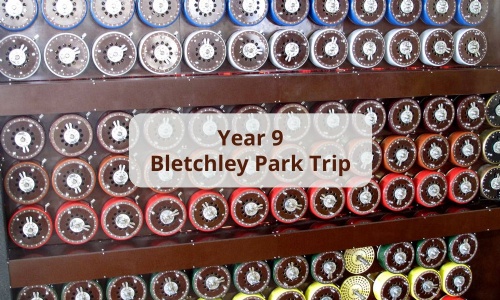 Year 9
Bletchley Park Trip